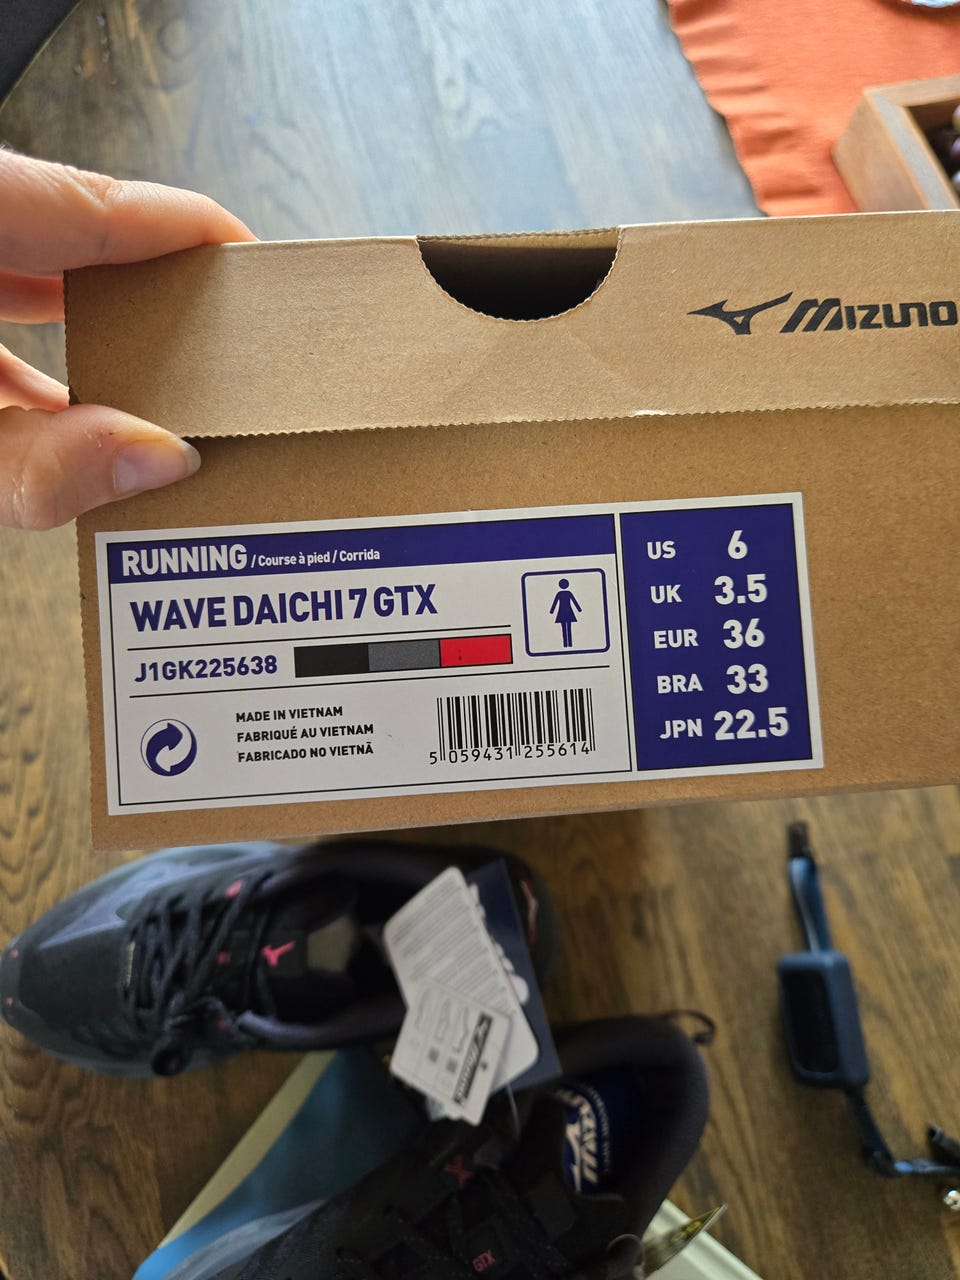 MIZUNO
RUNNING / Course à pied / Corrida
WAVE DAICHI 7 GTX
J1GK225638
MADE IN VIETNAM
FABRIQUÉ AU VIETNAM
FABRICADO NO VIETNÃ
5 059431 255614
US 6
UK 3.5
EUR 36
BRA 33
JPN 22.5
GTX